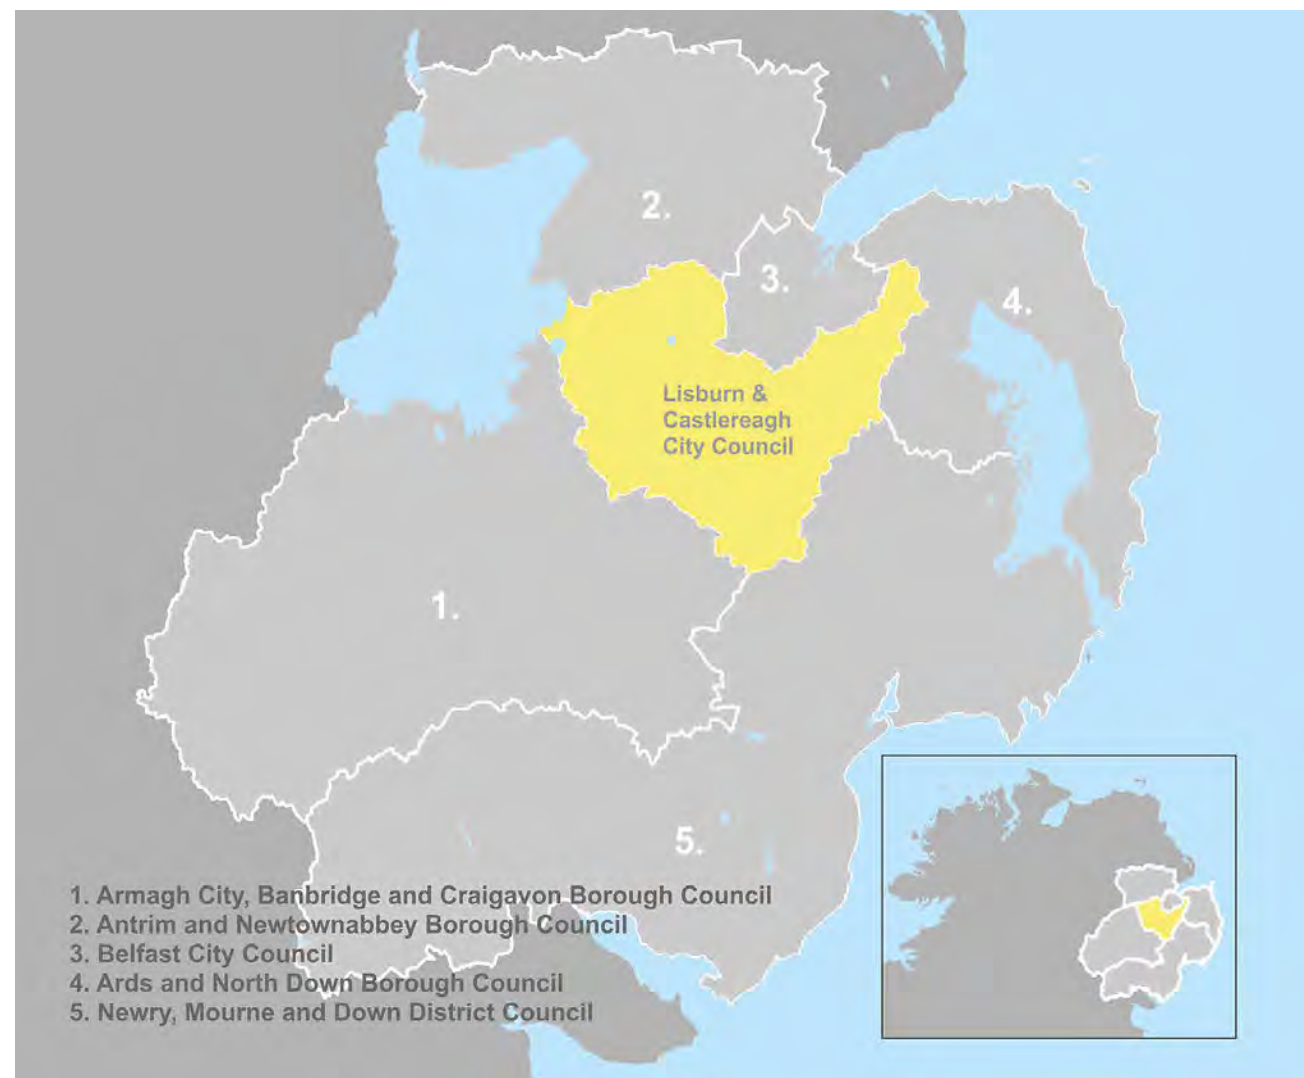 2.
3.
4.
Lisburn &
Castlereagh
City Council
1.
5.
1. Armagh City, Banbridge and Craigavon Borough Council
2. Antrim and Newtownabbey Borough Council
3. Belfast City Council
4. Ards and North Down Borough Council
5. Newry, Mourne and Down District Council